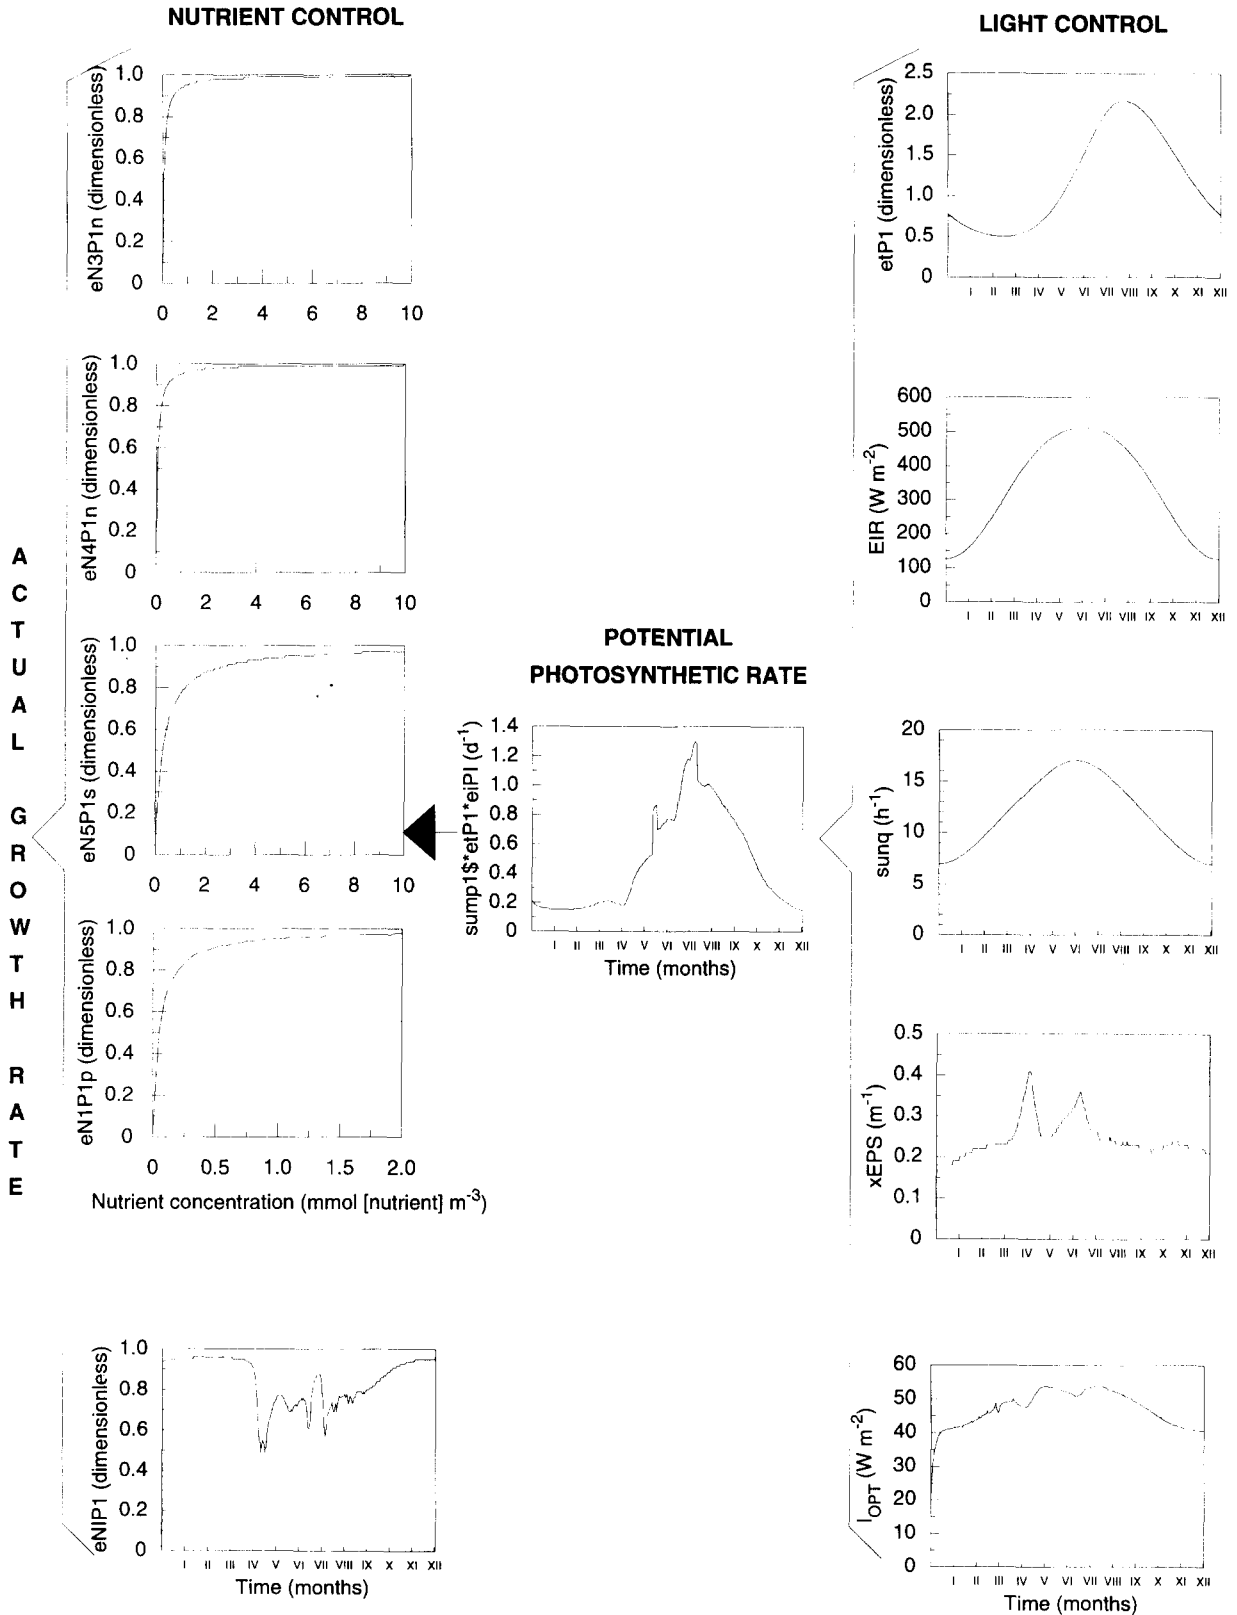 NUTRIENT CONTROL
LIGHT CONTROL
ACTUAL GROWTH RATE
eN3P1n (dimensionless)
1.0
0.8
0.6
0.4
0.2
0
0 2 4 6 8 10
eN4P1n (dimensionless)
1.0
0.8
0.6
0.4
0.2
0
0 2 4 6 8 10
eN5P1s (dimensionless)
1.0
0.8
0.6
0.4
0.2
0
0 2 4 6 8 10
eN1P1p (dimensionless)
1.0
0.8
0.6
0.4
0.2
0
0 0.5 1.0 1.5 2.0
Nutrient concentration (mmol [nutrient] m-3)
eNIP1 (dimensionless)
1.0
0.8
0.6
0.4
0.2
0
I II III IV V VI VII VIII IX X XI XII
Time (months)
POTENTIAL
PHOTOSYNTHETIC RATE
sump1$*etP1*eiPI (d-1)
1.4
1.2
1.0
0.8
0.6
0.4
0.2
0
I II III IV V VI VII VIII IX X XI XII
Time (months)
etP1 (dimensionless)
2.5
2.0
1.5
1.0
0.5
0
I II III IV V VI VII VIII IX X XI XII
EIR (W m-2)
600
500
400
300
200
100
0
I II III IV V VI VII VIII IX X XI XII
sunq (h-1)
20
15
10
5
0
I II III IV V VI VII VIII IX X XI XII
xEPS (m-1)
0.5
0.4
0.3
0.2
0.1
0
I II III IV V VI VII VIII IX X XI XII
IOPT (W m-2)
60
50
40
30
20
10
0
I II III IV V VI VII VIII IX X XI XII
Time (months)